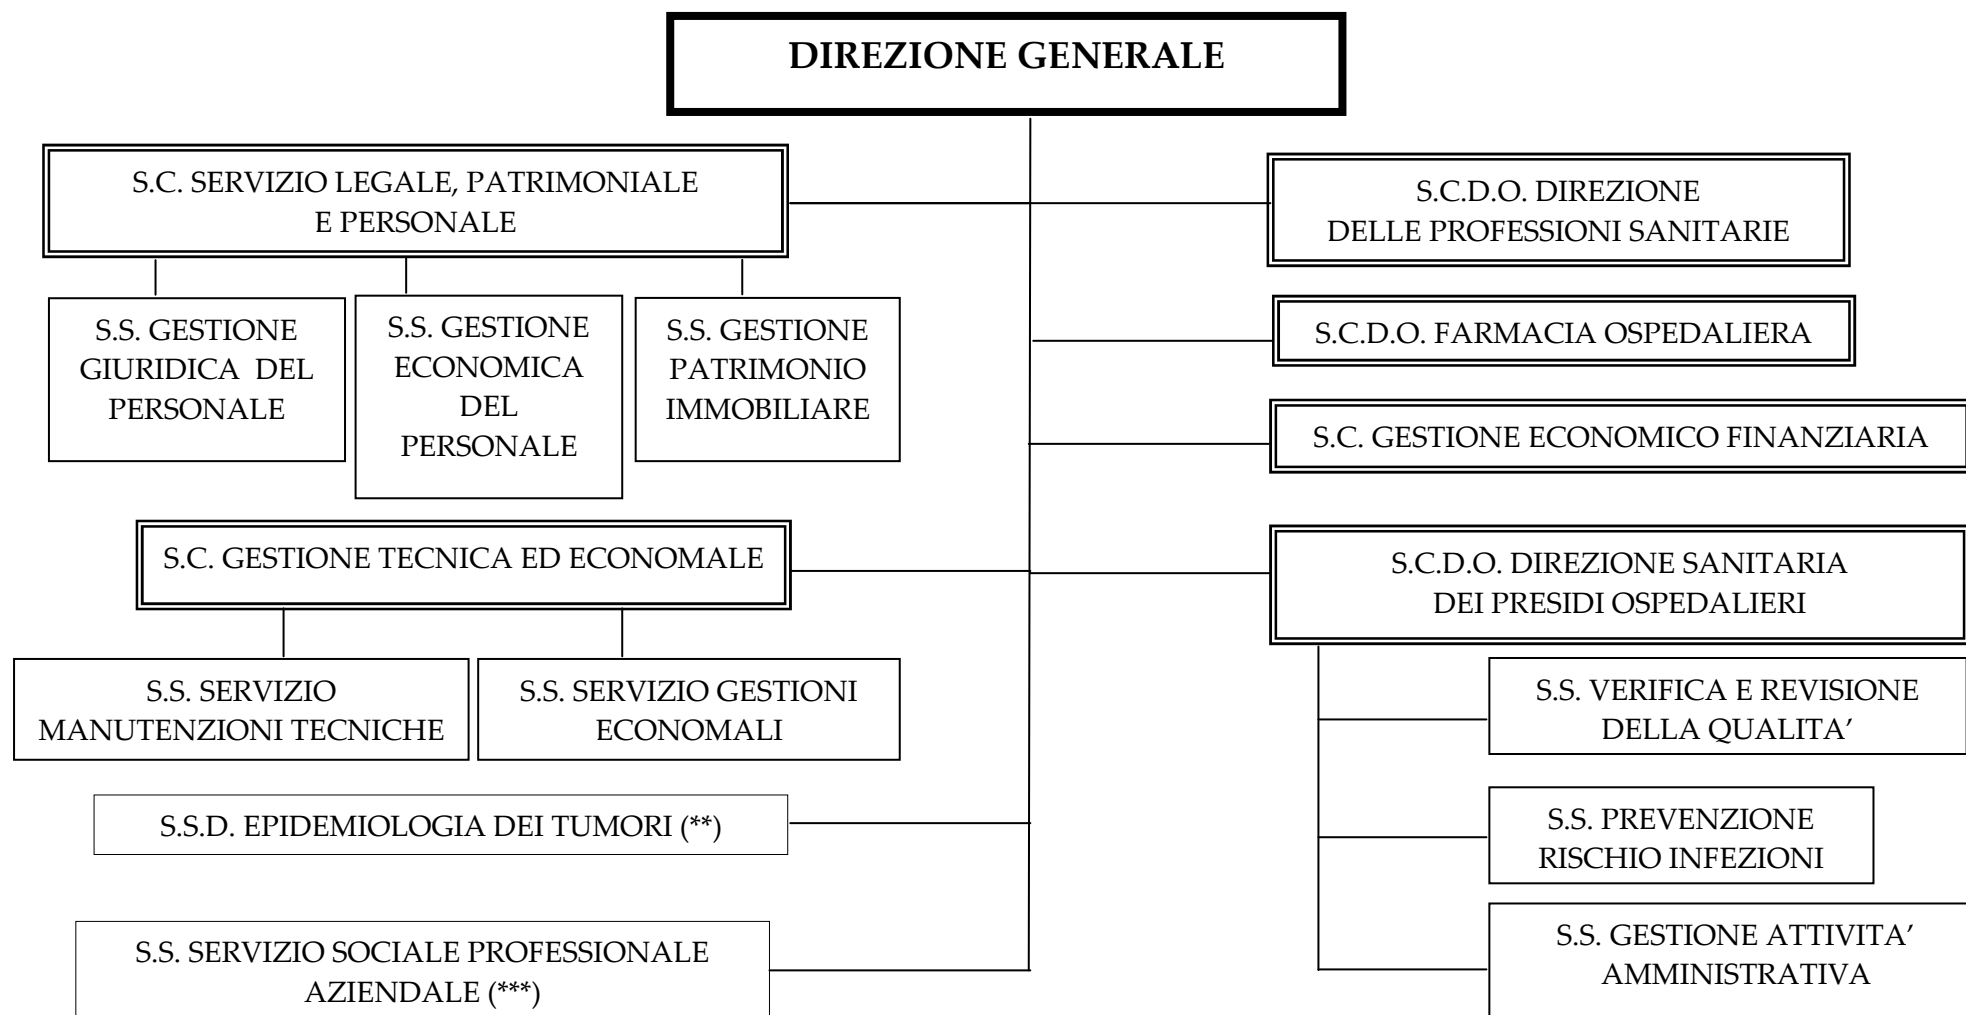 DIREZIONE GENERALE
S.C. SERVIZIO LEGALE, PATRIMONIALE
E PERSONALE
S.C.D.O. DIREZIONE
DELLE PROFESSIONI SANITARIE
S.S. GESTIONE
GIURIDICA DEL
PERSONALE
S.S. GESTIONE
ECONOMICA
DEL
PERSONALE
S.S. GESTIONE
PATRIMONIO
IMMOBILIARE
S.C.D.O. FARMACIA OSPEDALIERA
S.C. GESTIONE ECONOMICO FINANZIARIA
S.C. GESTIONE TECNICA ED ECONOMALE
S.C.D.O. DIREZIONE SANITARIA
DEI PRESIDI OSPEDALIERI
S.S. SERVIZIO
MANUTENZIONI TECNICHE
S.S. SERVIZIO GESTIONI
ECONOMALI
S.S. VERIFICA E REVISIONE
DELLA QUALITA’
S.S.D. EPIDEMIOLOGIA DEI TUMORI (**)
S.S. PREVENZIONE
RISCHIO INFEZIONI
S.S. SERVIZIO SOCIALE PROFESSIONALE
AZIENDALE (***)
S.S. GESTIONE ATTIVITA’
AMMINISTRATIVA